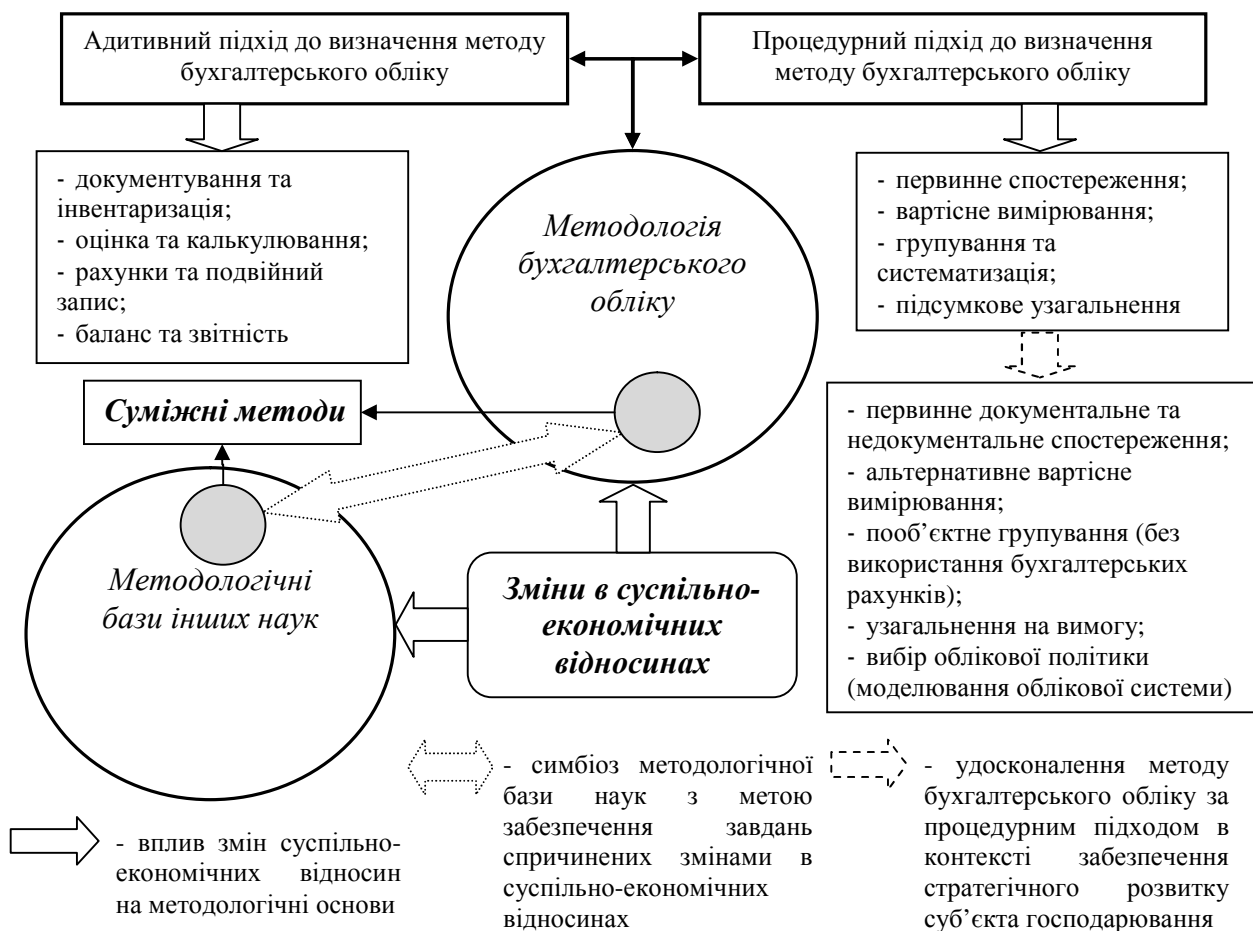 Адитивний підхід до визначення методу
бухгалтерського обліку
Процедурний підхід до визначення
методу бухгалтерського обліку
- документування та
інвентаризація;
- оцінка та калькулювання;
- рахунки та подвійний
запис;
- баланс та звітність
Методологія
бухгалтерського
обліку
- первинне спостереження;
- вартісне вимірювання;
- групування та
систематизація;
- підсумкове узагальнення
Суміжні методи
- первинне документальне та
недокументальне спостереження;
- альтернативне вартісне
вимірювання;
- пооб’єктне групування (без
використання бухгалтерських
рахунків);
- узагальнення на вимогу;
- вибір облікової політики
(моделювання облікової системи)
Методологічні
бази інших наук
Зміни в суспільно-
економічних
відносинах
- вплив змін суспільно-
економічних відносин
на методологічні основи
- симбіоз методологічної
бази наук з метою
забезпечення завдань
спричинених змінами в
суспільно-економічних
відносинах
- удосконалення методу
бухгалтерського обліку за
процедурним підходом в
контексті забезпечення
стратегічного розвитку
суб’єкта господарювання